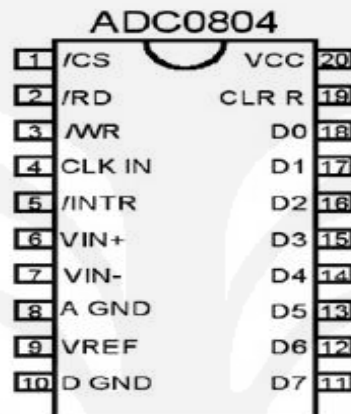 ADC0804
1 /CS VCC 20
2 /RD CLR R 19
3 /WR D0 18
4 CLK IN D1 17
5 /INTR D2 16
6 VIN+ D3 15
7 VIN- D4 14
8 A GND D5 13
9 VREF D6 12
10 D GND D7 11